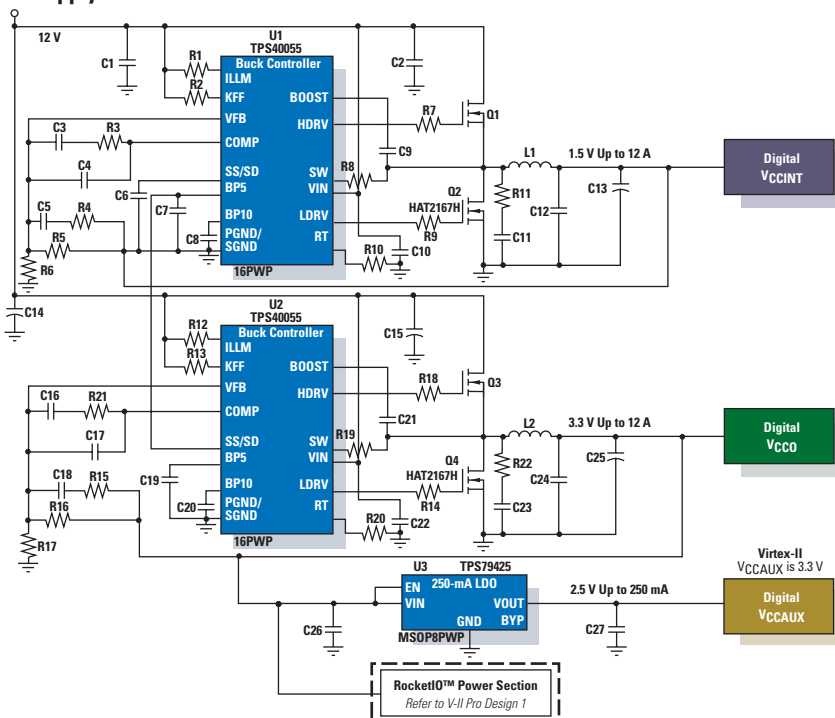 12 V
U1
TPS40055
Buck Controller
C1
R1
R2
ILLM
KFF
VFB
COMP
SS/SD
BP5
BP10
PGND/
SGND
BOOST
HDRV
SW
VIN
LDRV
RT
16PWP
C2
R7
Q1
C9
R8
L1
1.5 V Up to 12 A
Digital
VCCINT
C3
R3
C4
C5
R4
R5
R6
C6
C7
C8
Q2
HAT2167H
R9
R10
C10
R11
C11
C12
C13
C14
U2
TPS40055
Buck Controller
R12
R13
ILLM
KFF
VFB
COMP
SS/SD
BP5
BP10
PGND/
SGND
BOOST
HDRV
SW
VIN
LDRV
RT
16PWP
C15
R18
Q3
C21
R19
L2
3.3 V Up to 12 A
Digital
VCCO
C16
R21
C17
C18
R15
R16
R17
C19
C20
Q4
HAT2167H
R14
R20
C22
R22
C23
C24
C25
Virtex-II
VCCAUX is 3.3 V
U3 TPS79425
250-mA LDO
EN
VIN
VOUT
GND
BYP
MSOP8PWP
2.5 V Up to 250 mA
C26
C27
Digital
VCCAUX
RocketIO™ Power Section
Refer to V-II Pro Design 1